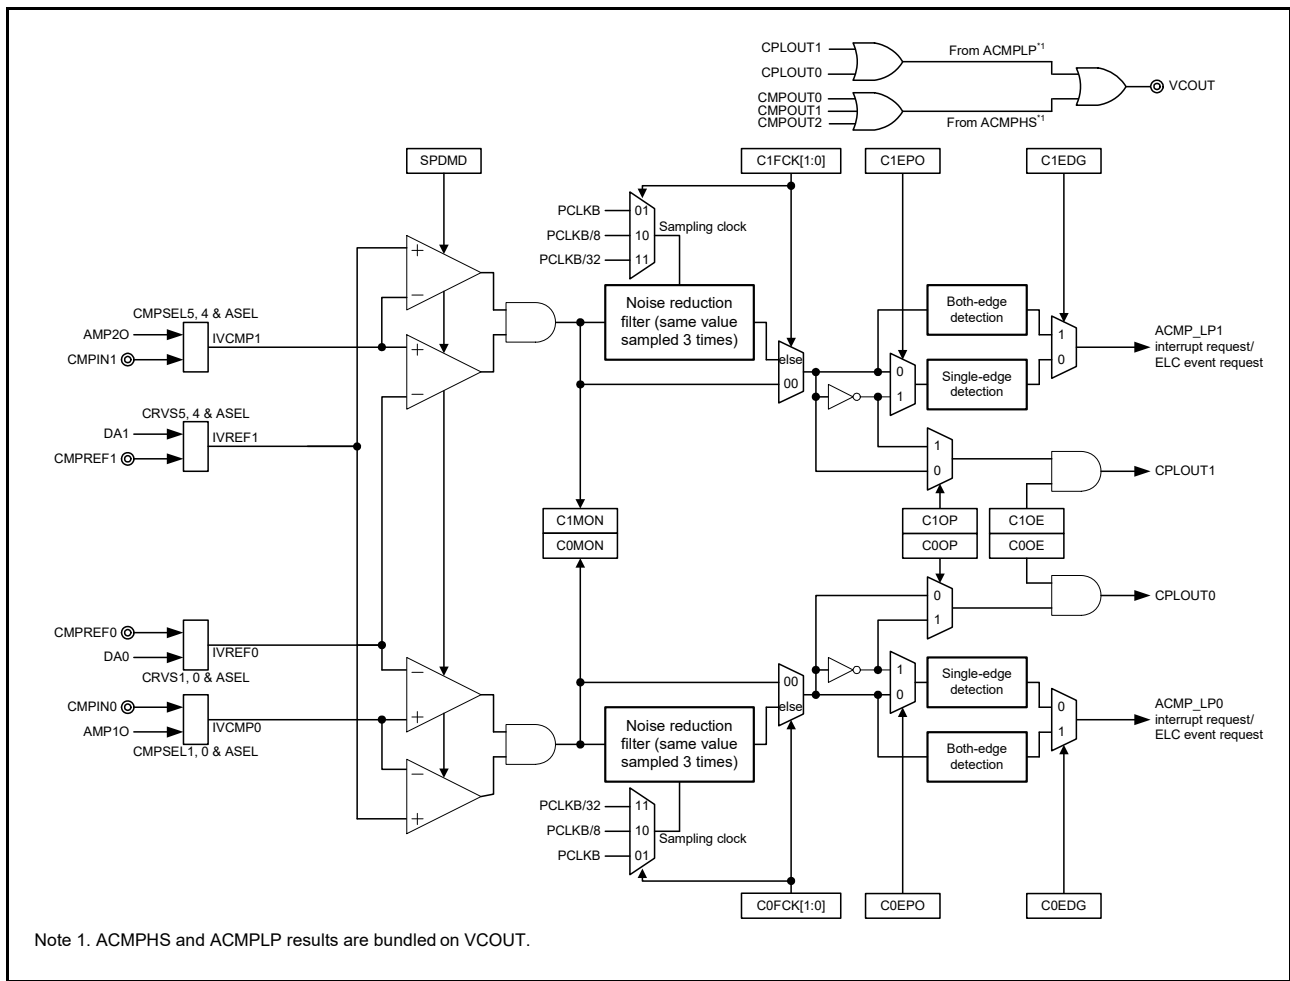 CPLOUT1
CPLOUT0
From ACMPLP*1
VCOUT
CMPOUT0
CMPOUT1
CMPOUT2
From ACMPHS*1
SPDMD
C1FCK[1:0]
C1EPO
C1EDG
PCLKB
01
PCLKB/8
10
PCLKB/32
11
Sampling clock
+
−
+
−
Noise reduction
filter (same value
sampled 3 times)
Both-edge
detection
Single-edge
detection
else
00
0
1
1
0
ACMP_LP1
interrupt request/
ELC event request
CMPSEL5, 4 & ASEL
AMP2O
CMPIN1
IVCMP1
CRVS5, 4 & ASEL
DA1
CMPREF1
IVREF1
1
0
CPLOUT1
C1MON
C0MON
C1OP
C0OP
C1OE
C0OE
0
1
CPLOUT0
CMPREF0
DA0
IVREF0
CRVS1, 0 & ASEL
CMPIN0
AMP1O
IVCMP0
CMPSEL1, 0 & ASEL
−
+
−
+
00
else
1
0
Noise reduction
filter (same value
sampled 3 times)
Single-edge
detection
Both-edge
detection
0
1
ACMP_LP0
interrupt request/
ELC event request
PCLKB/32
11
PCLKB/8
10
PCLKB
01
Sampling clock
C0FCK[1:0]
C0EPO
C0EDG
Note 1. ACMPHS and ACMPLP results are bundled on VCOUT.